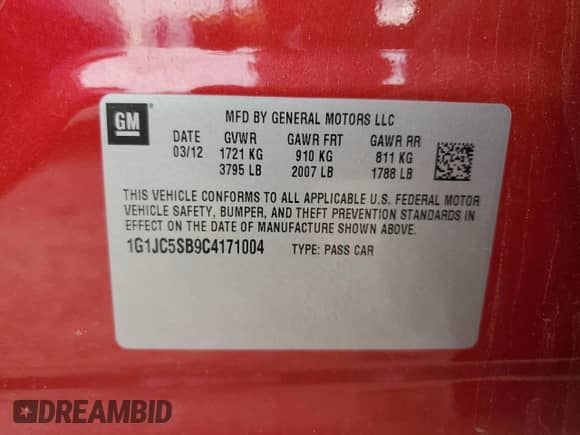 GM
MFD BY GENERAL MOTORS LLC
DATE GVWR GAWR FRT GAWR RR
03/12 1721 KG 910 KG 811 KG
3795 LB 2007 LB 1788 LB
THIS VEHICLE CONFORMS TO ALL APPLICABLE U.S. FEDERAL MOTOR
VEHICLE SAFETY, BUMPER, AND THEFT PREVENTION STANDARDS IN
EFFECT ON THE DATE OF MANUFACTURE SHOWN ABOVE.
1G1JC5SB9C4171004 TYPE: PASS CAR
DREAMBID